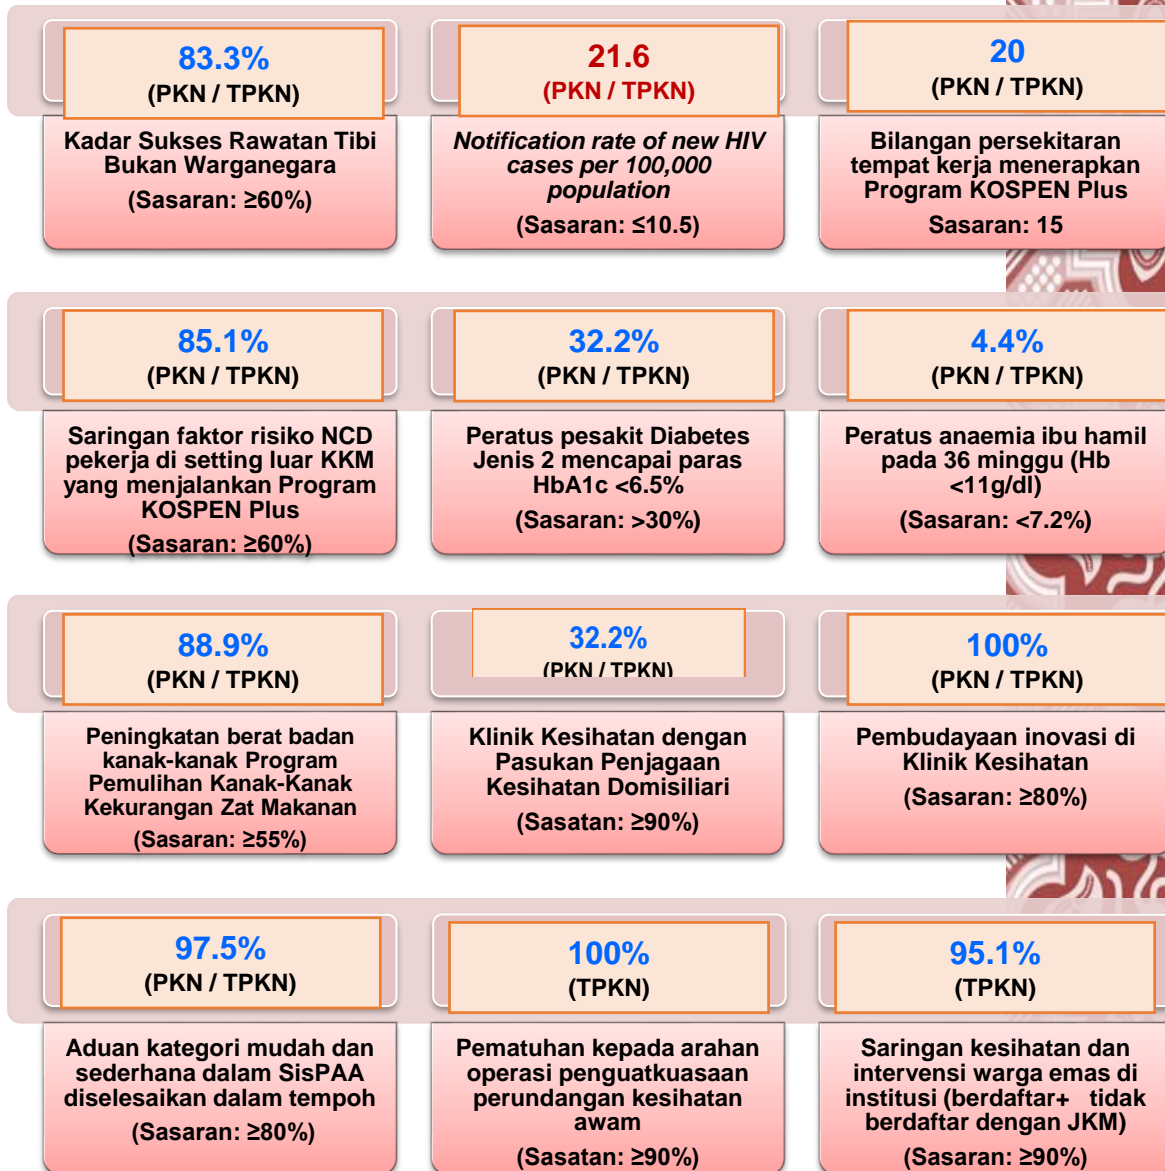 83.3%
(PKN / TPKN)
Kadar Sukses Rawatan Tibi
Bukan Warganegara
(Sasaran: ≥60%)
21.6
(PKN / TPKN)
Notification rate of new HIV
cases per 100,000
population
(Sasaran: ≤10.5)
20
(PKN / TPKN)
Bilangan persekitaran
tempat kerja menerapkan
Program KOSPEN Plus
Sasaran: 15
85.1%
(PKN / TPKN)
Saringan faktor risiko NCD
pekerja di setting luar KKM
yang menjalankan Program
KOSPEN Plus
(Sasaran: ≥60%)
32.2%
(PKN / TPKN)
Peratus pesakit Diabetes
Jenis 2 mencapai paras
HbA1c <6.5%
(Sasaran: >30%)
4.4%
(PKN / TPKN)
Peratus anaemia ibu hamil
pada 36 minggu (Hb
<11g/dl)
(Sasaran: <7.2%)
88.9%
(PKN / TPKN)
Peningkatan berat badan
kanak-kanak Program
Pemulihan Kanak-Kanak
Kekurangan Zat Makanan
(Sasaran: ≥55%)
32.2%
(PKN / TPKN)
Klinik Kesihatan dengan
Pasukan Penjagaan
Kesihatan Domisiliari
(Sasatan: ≥90%)
100%
(PKN / TPKN)
Pembudayaan inovasi di
Klinik Kesihatan
(Sasaran: ≥80%)
97.5%
(PKN / TPKN)
Aduan kategori mudah dan
sederhana dalam SisPAA
diselesaikan dalam tempoh
(Sasaran: ≥80%)
100%
(TPKN)
Pematuhan kepada arahan
operasi penguatkuasaan
perundangan kesihatan
awam
(Sasatan: ≥90%)
95.1%
(TPKN)
Saringan kesihatan dan
intervensi warga emas di
institusi (berdaftar+ tidak
berdaftar dengan JKM)
(Sasaran: ≥90%)